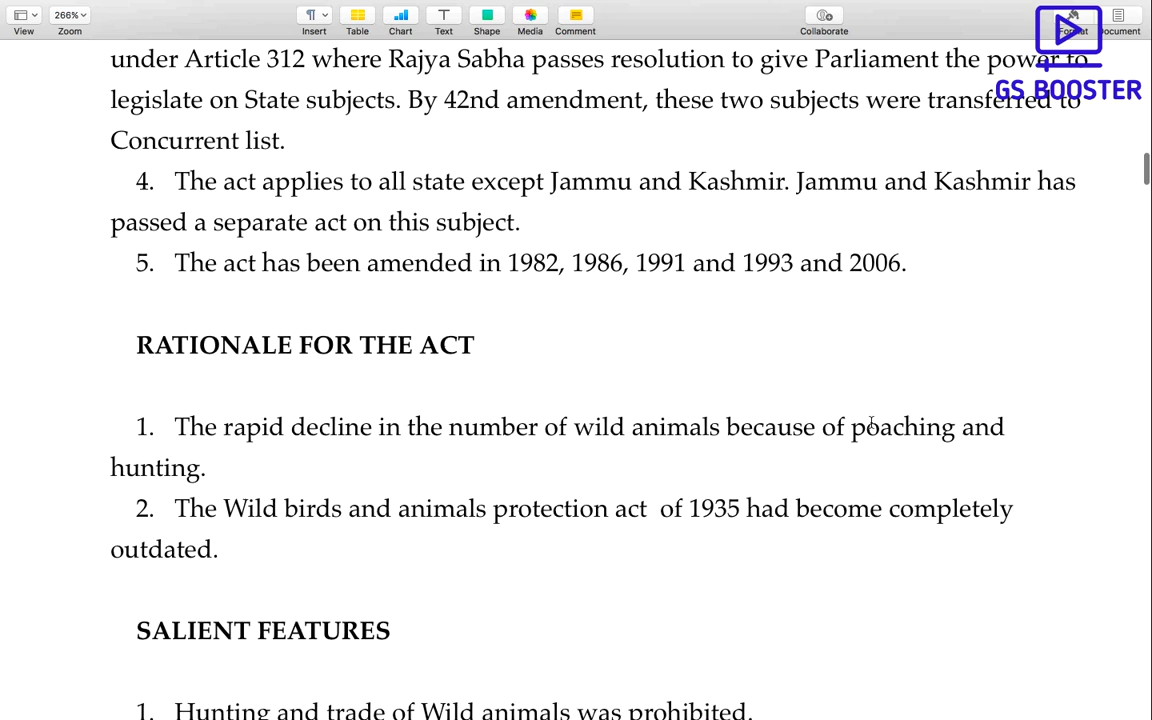 266%
View
Zoom
Insert
Table
Chart
Text
Shape
Media
Comment
Collaborate
Format
Document
GS BOOSTER
under Article 312 where Rajya Sabha passes resolution to give Parliament the power to
legislate on State subjects. By 42nd amendment, these two subjects were transferred to
Concurrent list.
4. The act applies to all state except Jammu and Kashmir. Jammu and Kashmir has
passed a separate act on this subject.
5. The act has been amended in 1982, 1986, 1991 and 1993 and 2006.
RATIONALE FOR THE ACT
1. The rapid decline in the number of wild animals because of poaching and
hunting.
2. The Wild birds and animals protection act  of 1935 had become completely
outdated.
SALIENT FEATURES
1. Hunting and trade of Wild animals was prohibited.